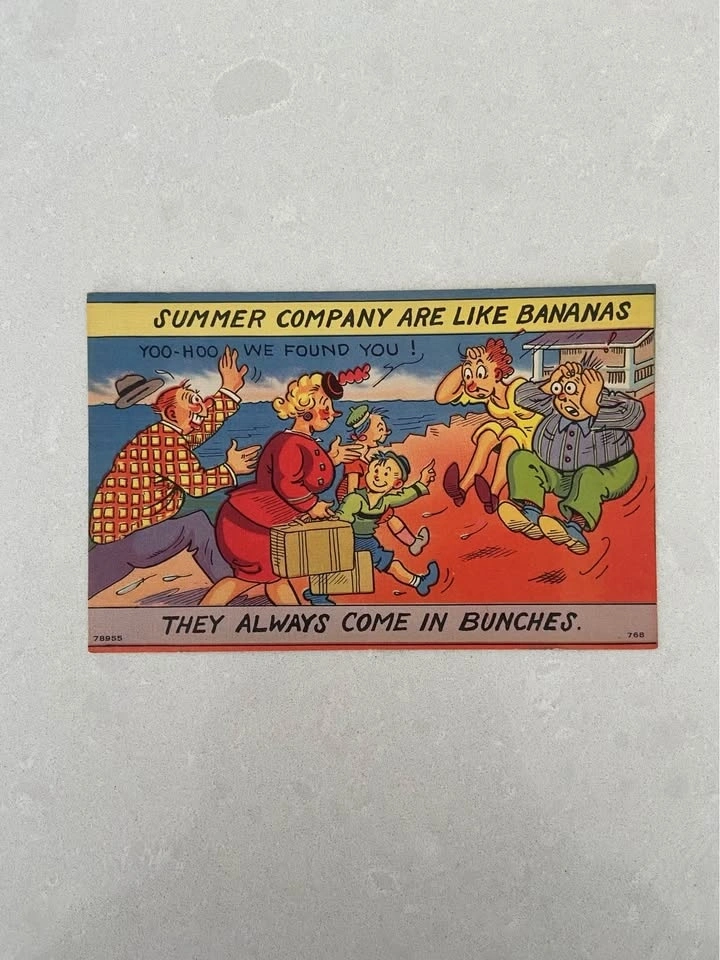 SUMMER COMPANY ARE LIKE BANANAS
YOO-HOO WE FOUND YOU !
THEY ALWAYS COME IN BUNCHES.
78955
768